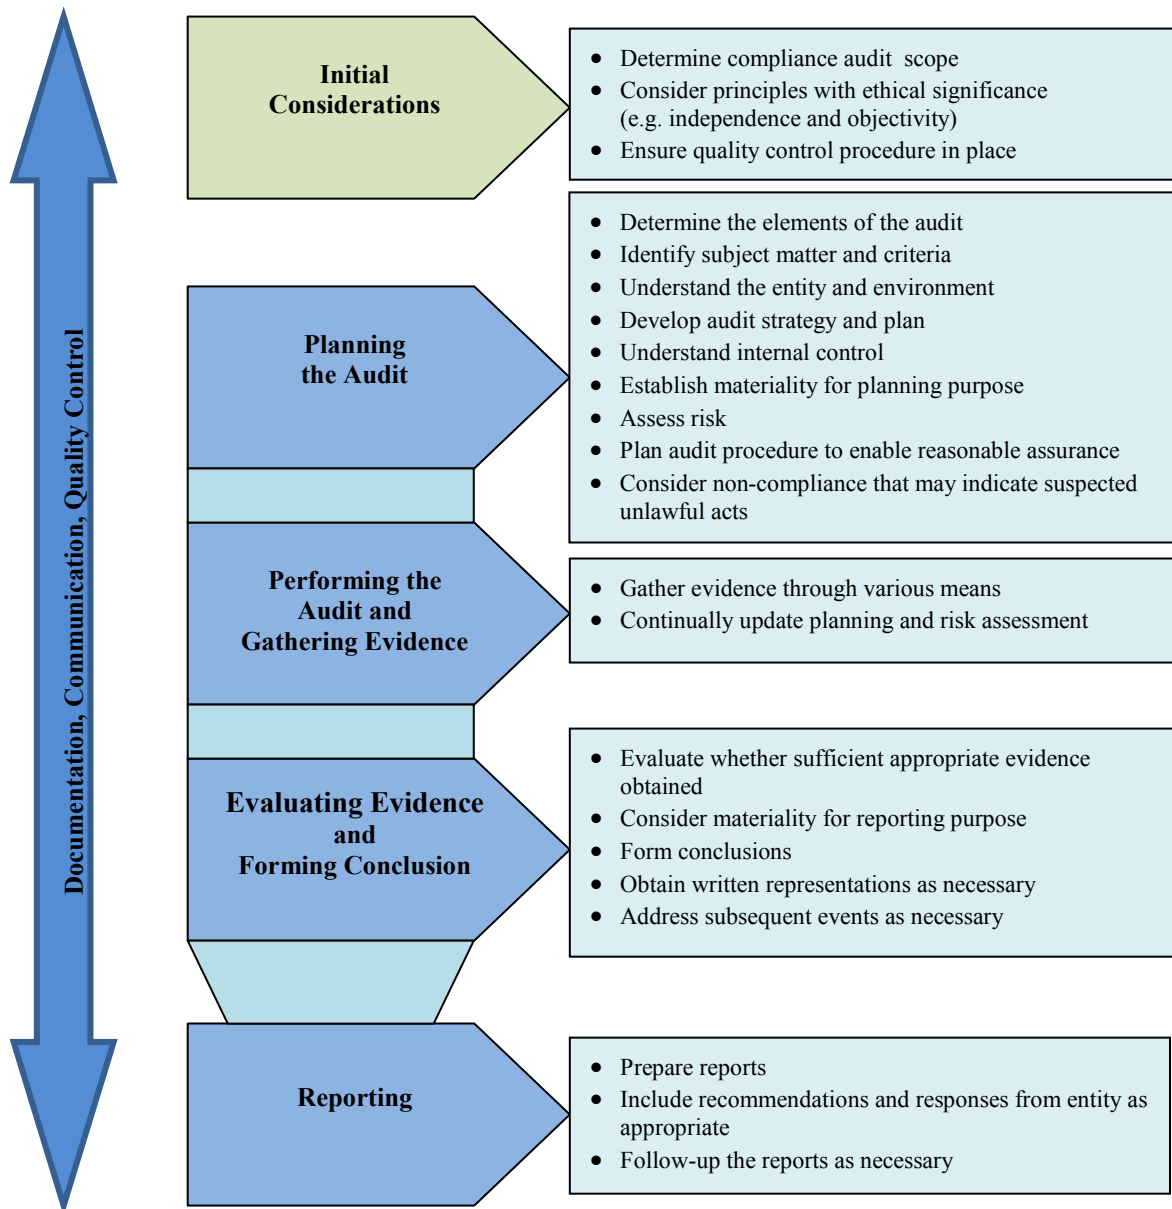 Documentation, Communication, Quality Control
Initial
Considerations
• Determine compliance audit scope
• Consider principles with ethical significance
(e.g. independence and objectivity)
• Ensure quality control procedure in place
Planning
the Audit
• Determine the elements of the audit
• Identify subject matter and criteria
• Understand the entity and environment
• Develop audit strategy and plan
• Understand internal control
• Establish materiality for planning purpose
• Assess risk
• Plan audit procedure to enable reasonable assurance
• Consider non-compliance that may indicate suspected
unlawful acts
Performing the
Audit and
Gathering Evidence
• Gather evidence through various means
• Continually update planning and risk assessment
Evaluating Evidence
and
Forming Conclusion
• Evaluate whether sufficient appropriate evidence
obtained
• Consider materiality for reporting purpose
• Form conclusions
• Obtain written representations as necessary
• Address subsequent events as necessary
Reporting
• Prepare reports
• Include recommendations and responses from entity as
appropriate
• Follow-up the reports as necessary